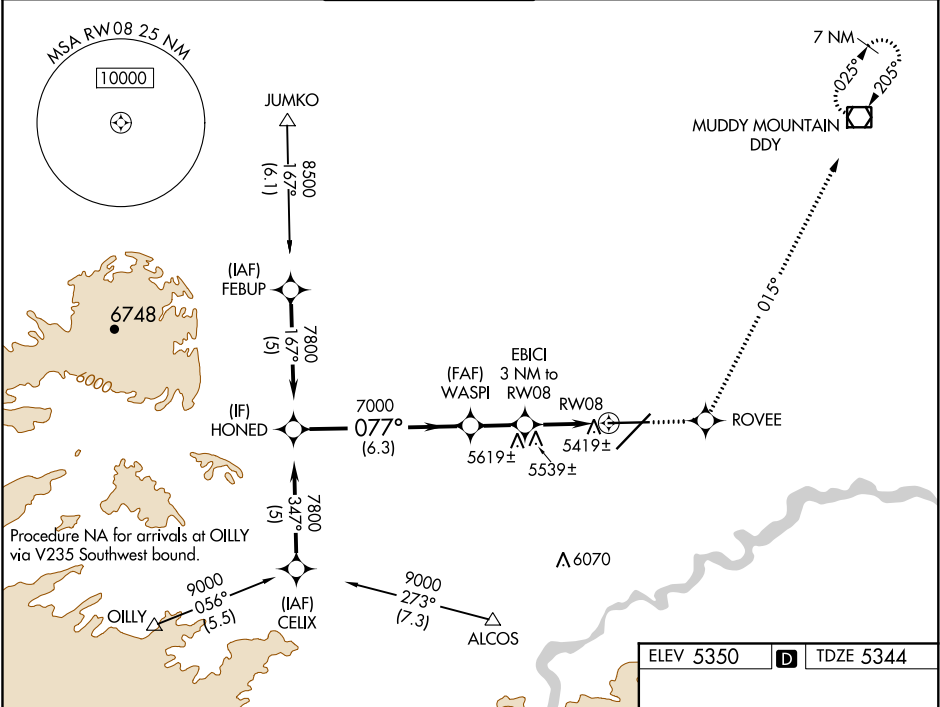 MSA RW08 25 NM
10000
7 NM
025°
205°
MUDDY MOUNTAIN
DDY
JUMKO
8500
167°
(6.1)
(IAF)
FEBUP
6748
7800
167°
(5)
015°
6000
EBICI
3 NM to
RW08
(FAF)
WASPI
(IF)
HONED
7000
077°
(6.3)
RW08
ROVEE
5619±
5539±
5419±
7800
347°
(5)
Procedure NA for arrivals at OILLY
via V235 Southwest bound.
6070
9000
056°
(5.5)
9000
273°
(7.3)
OILLY
(IAF)
CELIX
ALCOS
ELEV 5350
D
TDZE 5344